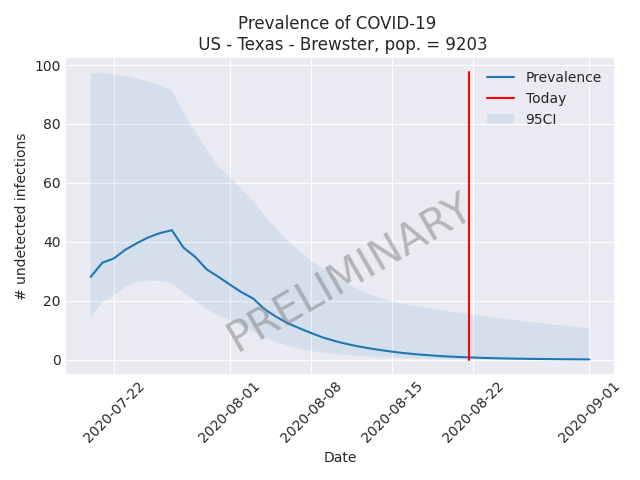 Prevalence of COVID-19
US - Texas - Brewster, pop. = 9203
# undetected infections
100
80
60
40
20
0
Prevalence
Today
95CI
PRELIMINARY
2020-07-22
2020-08-01
2020-08-08
2020-08-15
2020-08-22
2020-09-01
Date